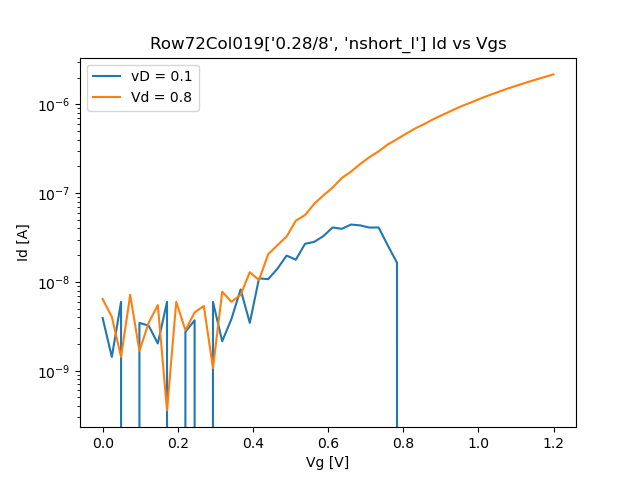 Row72Col019['0.28/8', 'nshort_l'] Id vs Vgs
vD = 0.1
Vd = 0.8
10⁻⁶
10⁻⁷
10⁻⁸
10⁻⁹
Id [A]
0.0 0.2 0.4 0.6 0.8 1.0 1.2
Vg [V]